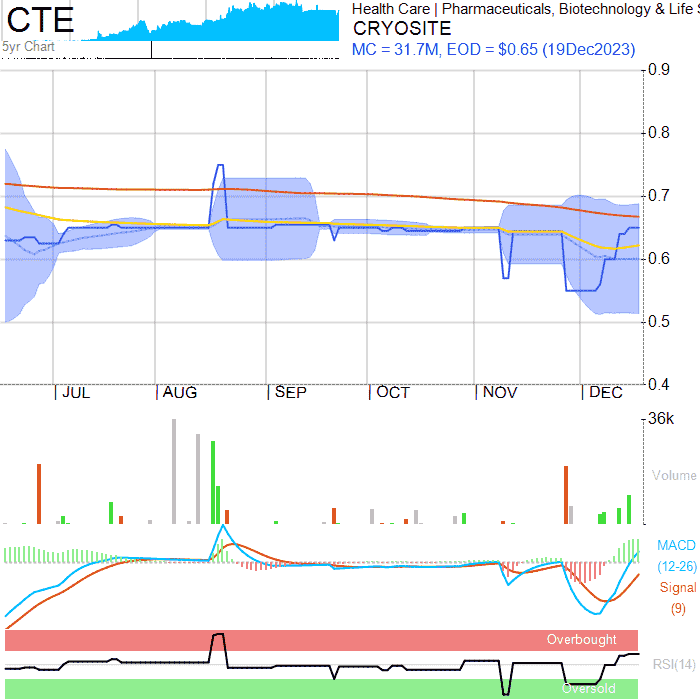 CTE
5yr Chart
Health Care | Pharmaceuticals, Biotechnology & Life S
CRYOSITE
MC = 31.7M, EOD = $0.65 (19Dec2023)
0.9
0.8
0.7
0.6
0.5
0.4
JUL AUG SEP OCT NOV DEC
36k
Volume
MACD
(12-26)
Signal
(9)
Overbought
RSI(14)
Oversold